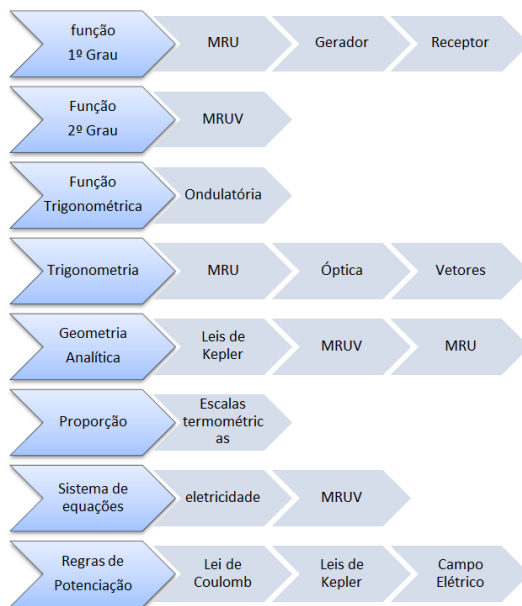 função
1º Grau
MRU
Gerador
Receptor
Função
2º Grau
MRUV
Função
Trigonométrica
Ondulatória
Trigonometria
MRU
Óptica
Vetores
Geometria
Analítica
Leis de
Kepler
MRUV
MRU
Proporção
Escalas
termométric
as
Sistema de
equações
eletricidade
MRUV
Regras de
Potenciação
Lei de
Coulomb
Leis de
Kepler
Campo
Elétrico